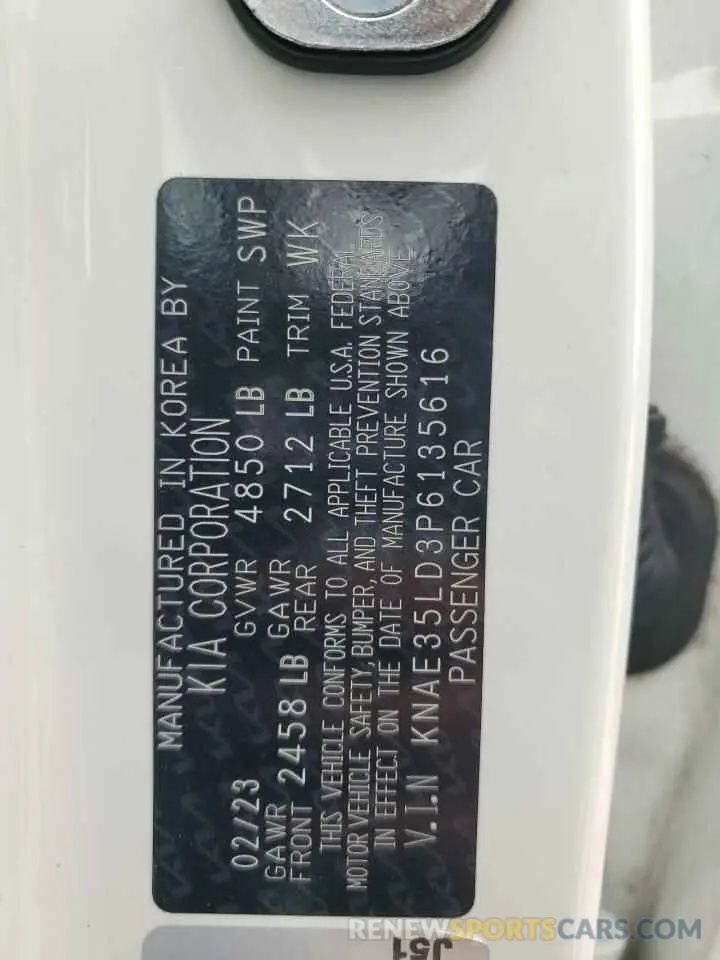 MANUFACTURED IN KOREA BY
KIA CORPORATION
02/23 GVWR 4850 LB PAINT SWP
GAWR FRONT 2458 LB GAWR REAR 2712 LB TRIM WK
THIS VEHICLE CONFORMS TO ALL APPLICABLE U.S.A. FEDERAL
MOTOR VEHICLE SAFETY, BUMPER, AND THEFT PREVENTION STANDARDS
IN EFFECT ON THE DATE OF MANUFACTURE SHOWN ABOVE
V.I.N KNAE35LD3P6135616
PASSENGER CAR
J51
RENEWSPORTSCARS.COM